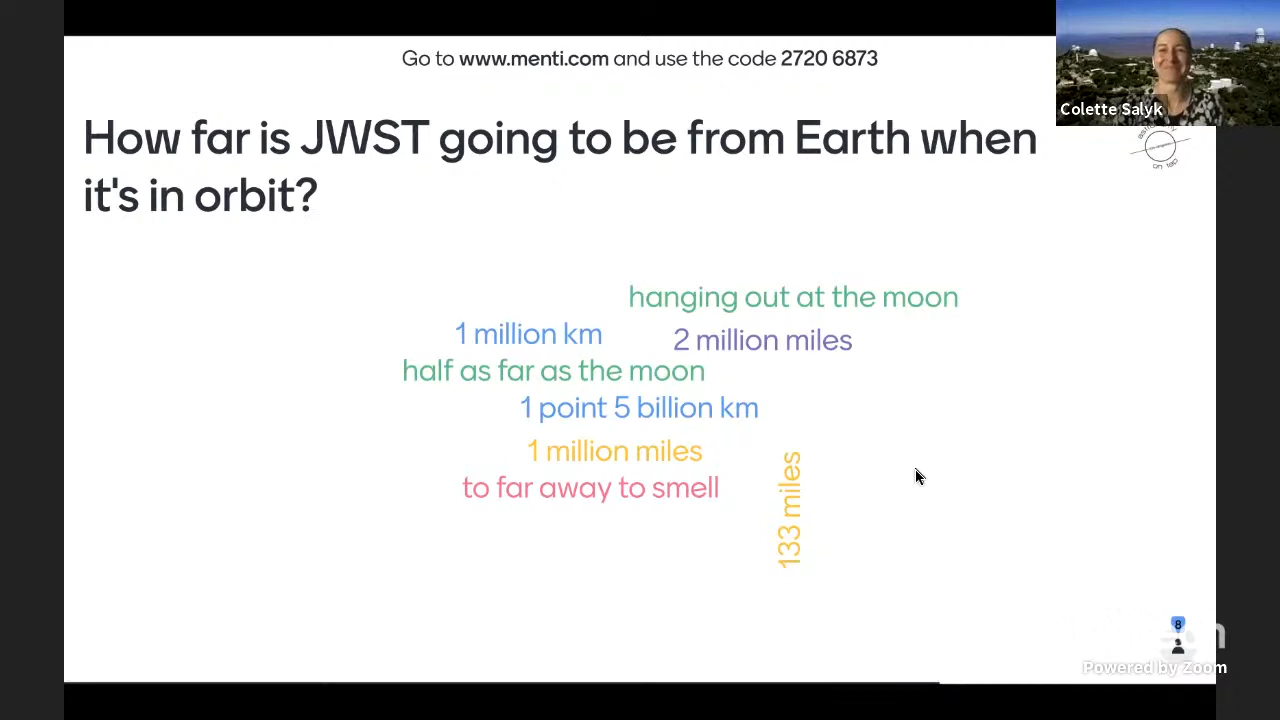 Go to www.menti.com and use the code 2720 6873
Colette Salyk
How far is JWST going to be from Earth when
it's in orbit?
on tap
hanging out at the moon
1 million km
2 million miles
half as far as the moon
1 point 5 billion km
1 million miles
to far away to smell
133 miles
8
Powered by Zoom